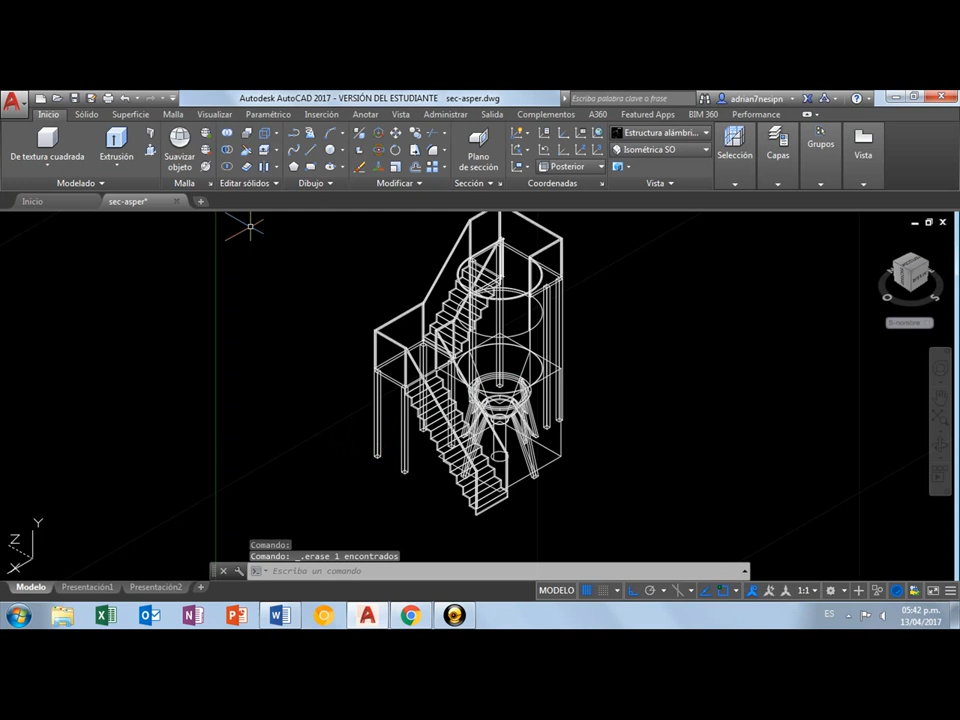 Autodesk AutoCAD 2017 - VERSIÓN DEL ESTUDIANTE sec-asper.dwg
Escriba palabra clave o frase
adrian7nesipn
Inicio Sólido Superficie Malla Visualizar Paramétrico Inserción Anotar Vista Administrar Salida Complementos A360 Featured Apps BIM 360 Performance
Estructura alámbri...
Isometría SO
Posterior
De textura cuadrada Extrusión Suavizar objeto Plano de sección Selección Capas Grupos Vista
Modelado Malla Editar sólidos Dibujo Modificar Sección Coordenadas Vista
Inicio sec-asper*
O S
Z Y
X
Comando:
Comando: _.erase 1 encontrados
Escriba un comando
Modelo Presentación1 Presentación2
MODELO 1:1
ES 05:42 p.m.
13/04/2017